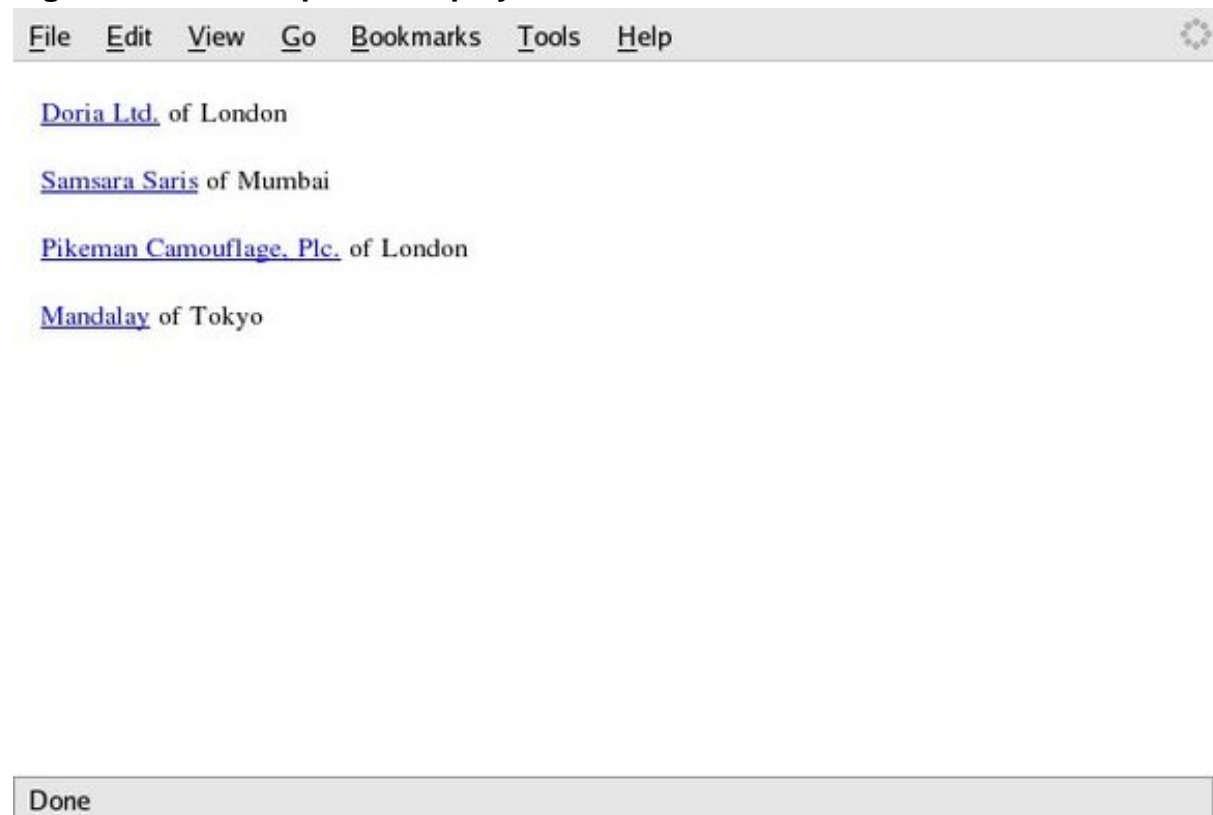 File Edit View Go Bookmarks Tools Help
Doria Ltd. of London
Samsara Saris of Mumbai
Pikeman Camouflage, Plc. of London
Mandalay of Tokyo
Done